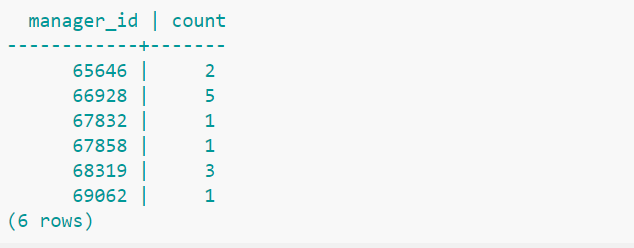 manager_id | count
------------+-------
      65646 |     2
      66928 |     5
      67832 |     1
      67858 |     1
      68319 |     3
      69062 |     1
(6 rows)